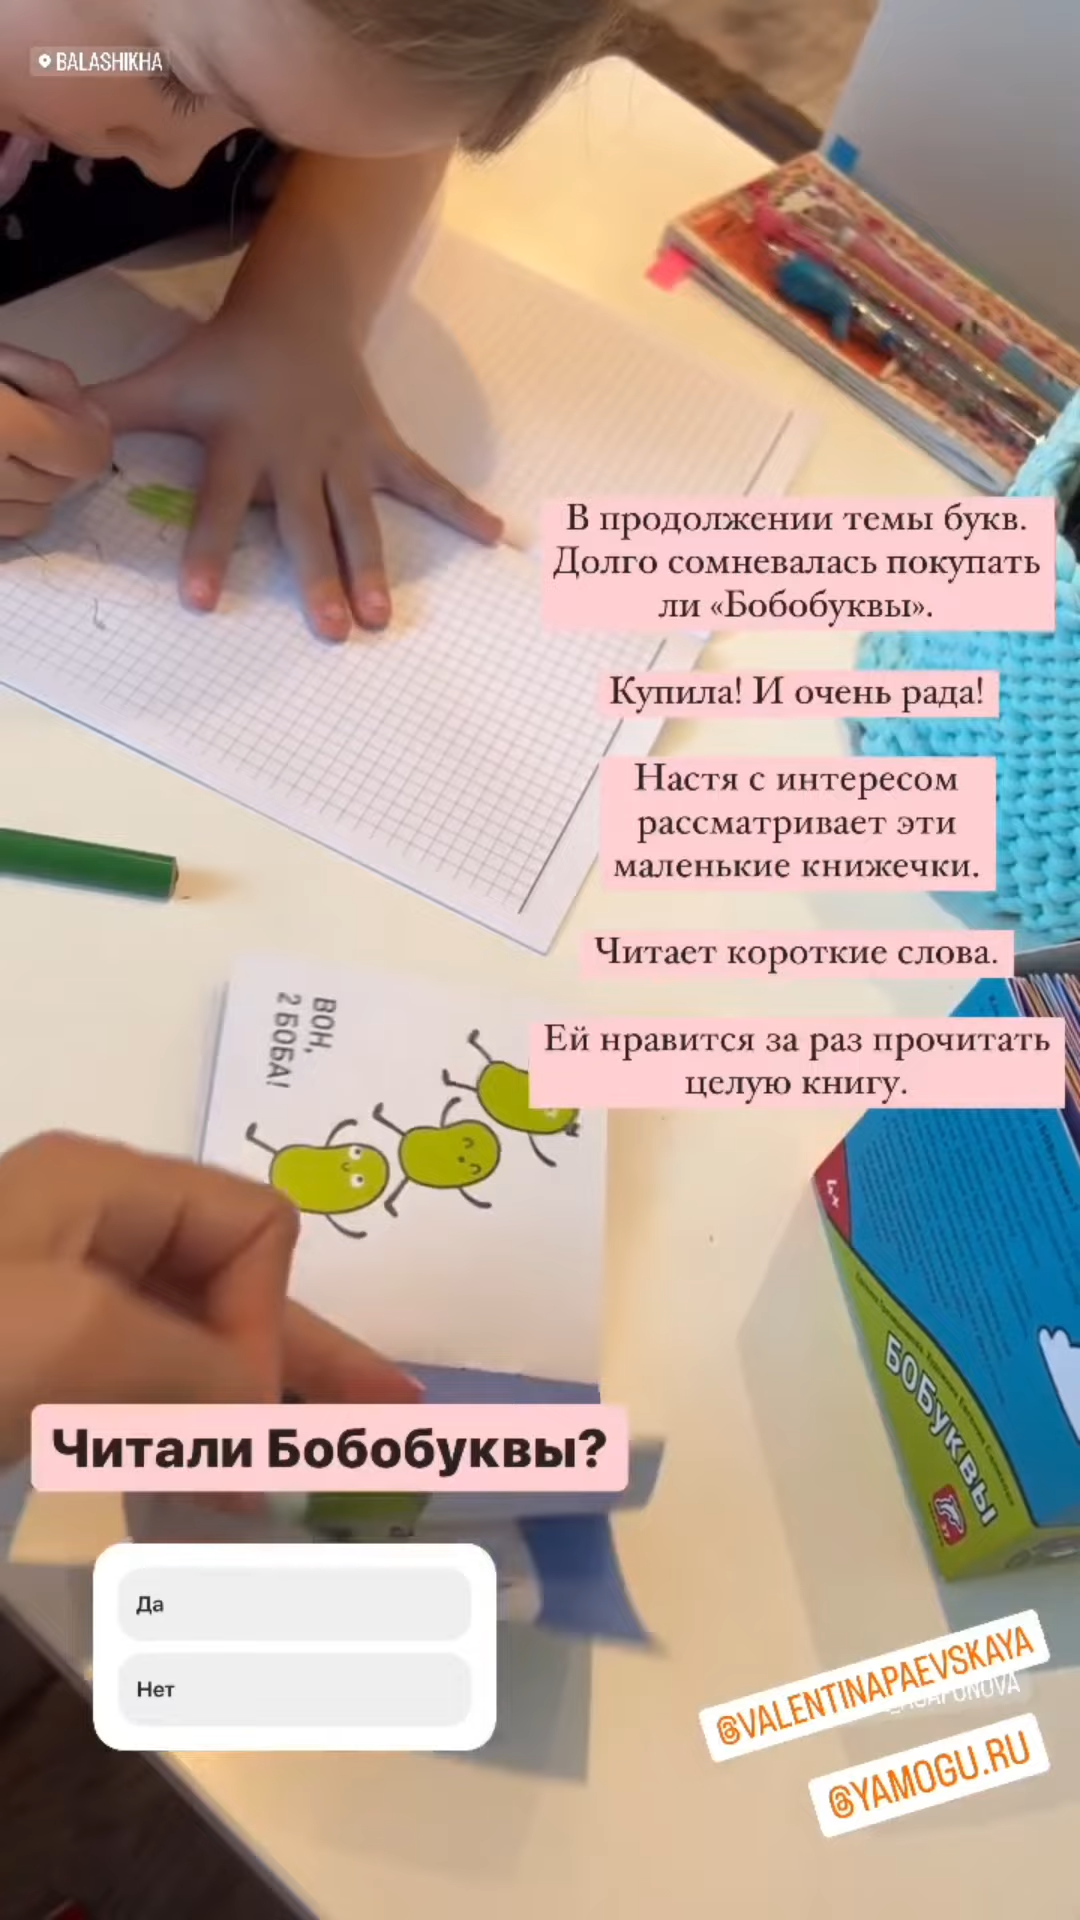 BALASHIKHA
В продолжении темы букв.
Долго сомневалась покупать
ли «Бобобуквы».
Купила! И очень рада!
Настя с интересом
рассматривает эти
маленькие книжечки.
Читает короткие слова.
Ей нравится за раз прочитать
целую книгу.
ВОН,
2 БОБА!
4+
БОБУКВЫ
Читали Бобобуквы?
Да
Нет
@VALENTINAPAEVSKAYA
@YAMOGU.RU